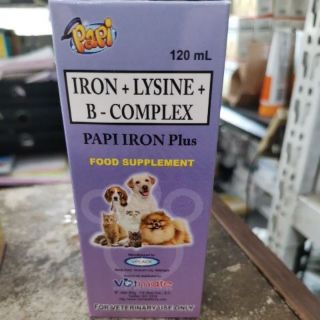 Papi
120 mL
IRON + LYSINE +
B - COMPLEX
PAPI IRON Plus
FOOD SUPPLEMENT
FOR VETERINARY USE ONLY